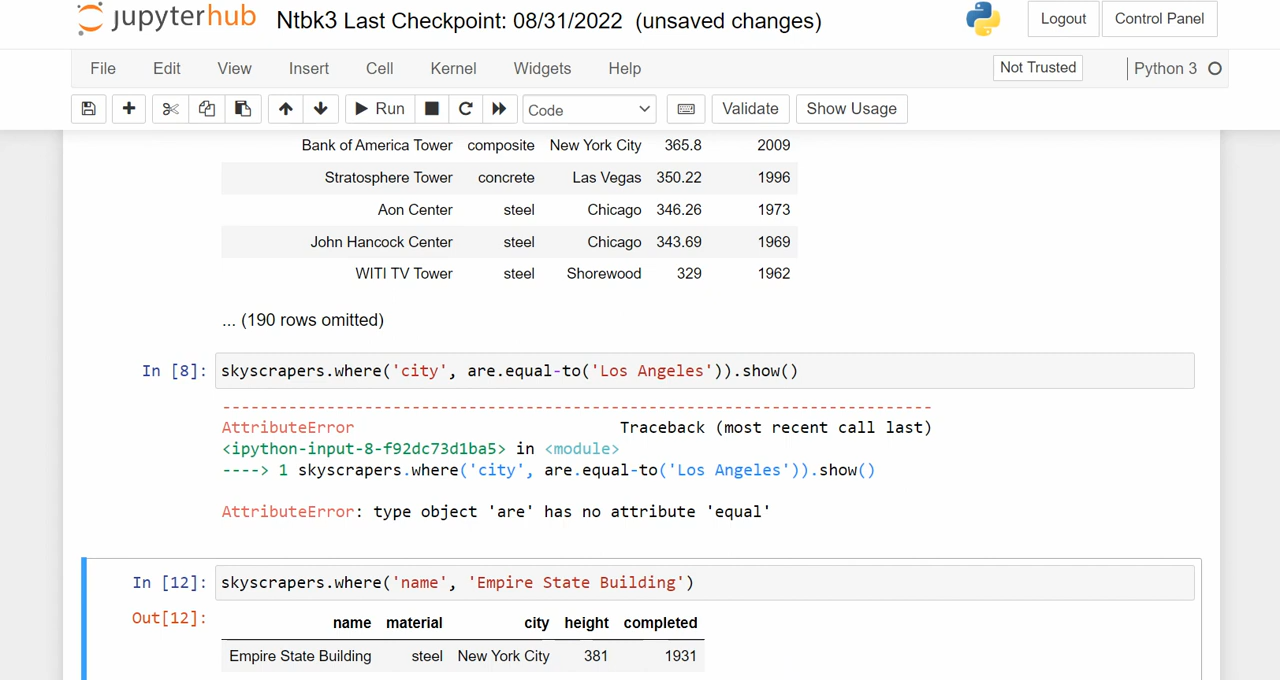 jupyterhub Ntbk3 Last Checkpoint: 08/31/2022 (unsaved changes) Logout Control Panel
File Edit View Insert Cell Kernel Widgets Help Not Trusted Python 3
Run Code Validate Show Usage
Bank of America Tower composite New York City 365.8 2009
Stratosphere Tower concrete Las Vegas 350.22 1996
Aon Center steel Chicago 346.26 1973
John Hancock Center steel Chicago 343.69 1969
WITI TV Tower steel Shorewood 329 1962
... (190 rows omitted)
In [8]: skyscrapers.where('city', are.equal-to('Los Angeles')).show()
---------------------------------------------------------------------------
AttributeError Traceback (most recent call last)
<ipython-input-8-f92dc73d1ba5> in <module>
----> 1 skyscrapers.where('city', are.equal-to('Los Angeles')).show()
AttributeError: type object 'are' has no attribute 'equal'
In [12]: skyscrapers.where('name', 'Empire State Building')
Out[12]: name material city height completed
Empire State Building steel New York City 381 1931